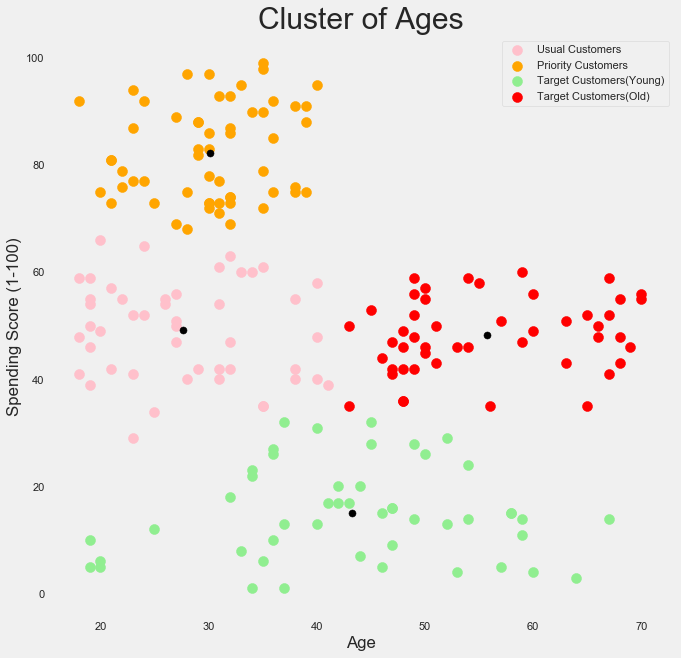 Cluster of Ages
Usual Customers
Priority Customers
Target Customers(Young)
Target Customers(Old)
Spending Score (1-100)
100
80
60
40
20
0
20 30 40 50 60 70
Age